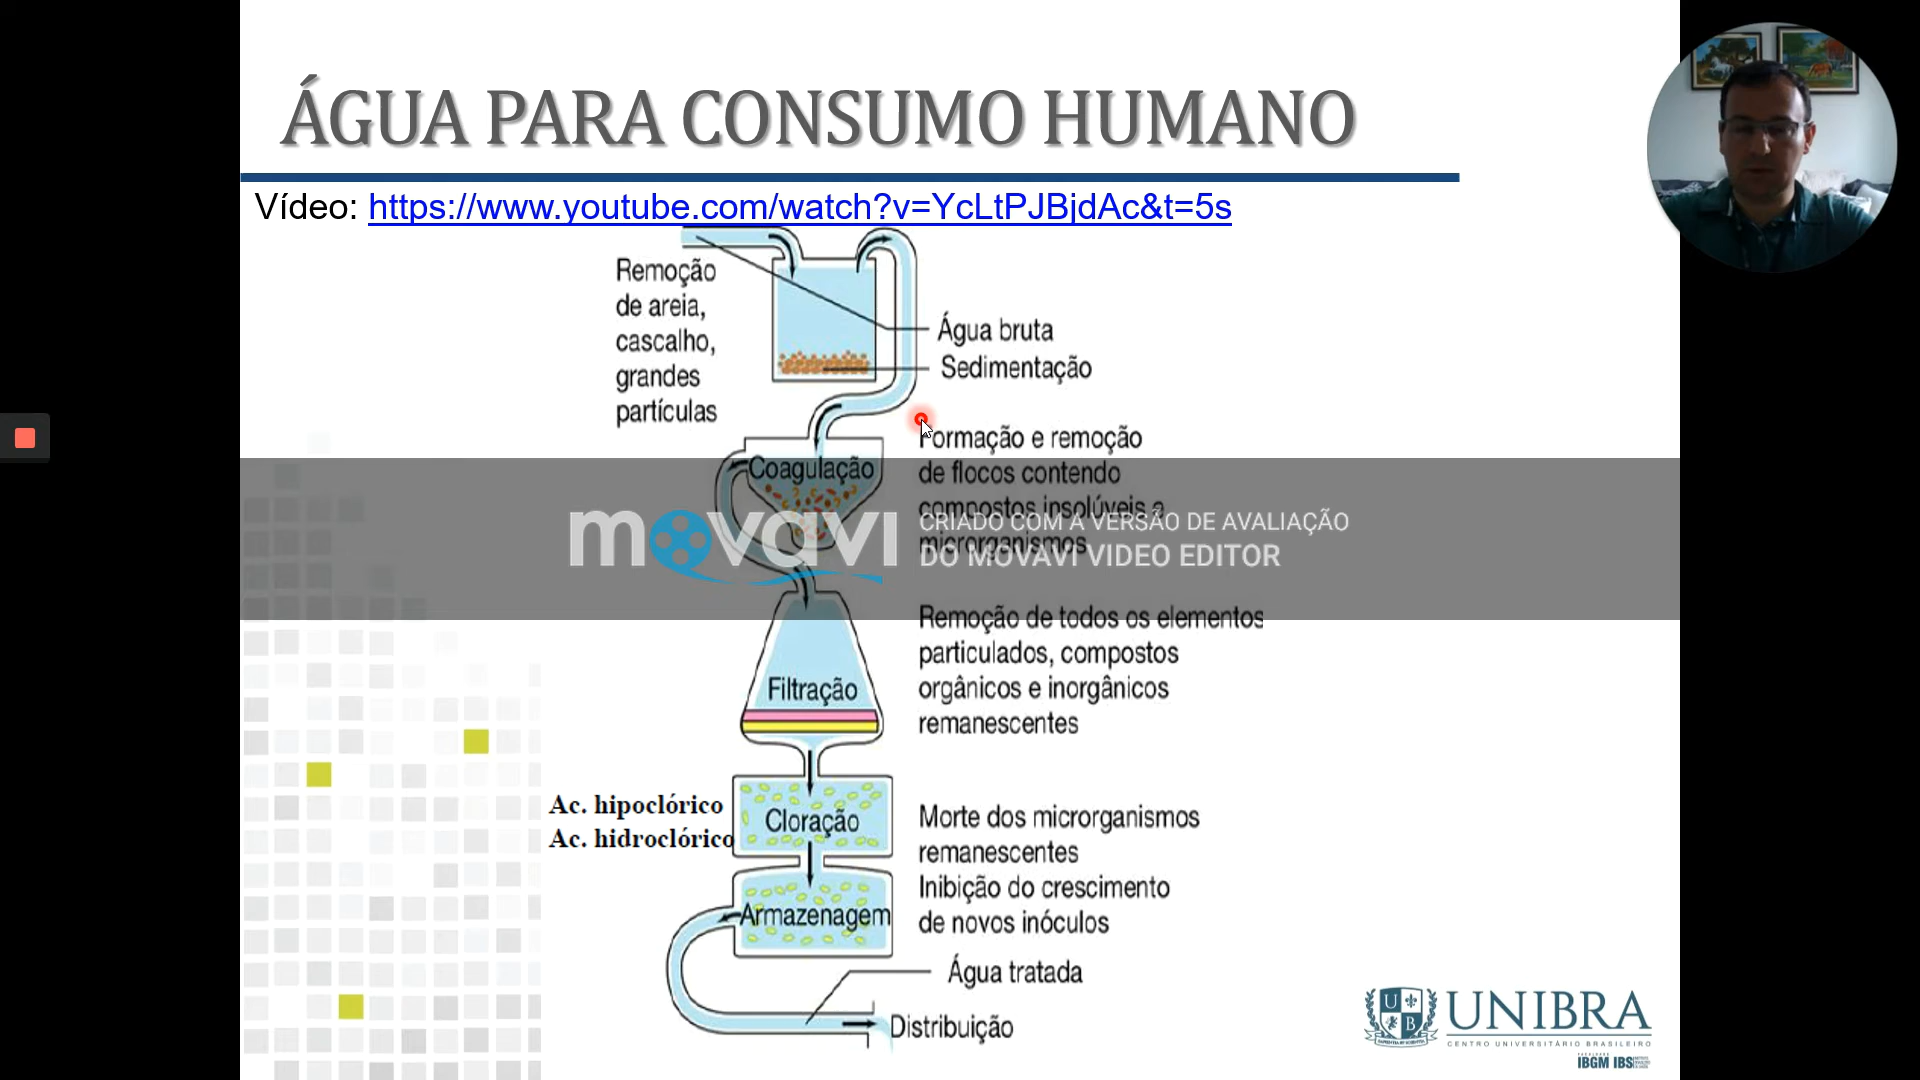 ÁGUA PARA CONSUMO HUMANO
Vídeo: https://www.youtube.com/watch?v=YcLtPJBjdAc&t=5s
Remoção
de areia,
cascalho,
grandes
partículas
Água bruta
Sedimentação
Coagulação
Formação e remoção
de flocos contendo
compostos insolúveis e
microrganismos
movavi
CRIADO COM A VERSÃO DE AVALIAÇÃO
DO MOVAVI VIDEO EDITOR
Filtração
Remoção de todos os elementos
particulados, compostos
orgânicos e inorgânicos
remanescentes
Ac. hipoclórico
Ac. hidroclórico
Cloração
Morte dos microrganismos
remanescentes
Inibição do crescimento
de novos inóculos
Armazenagem
Água tratada
Distribuição
U
B
UNIBRA
CENTRO UNIVERSITÁRIO BRASILEIRO
IBGM IBS